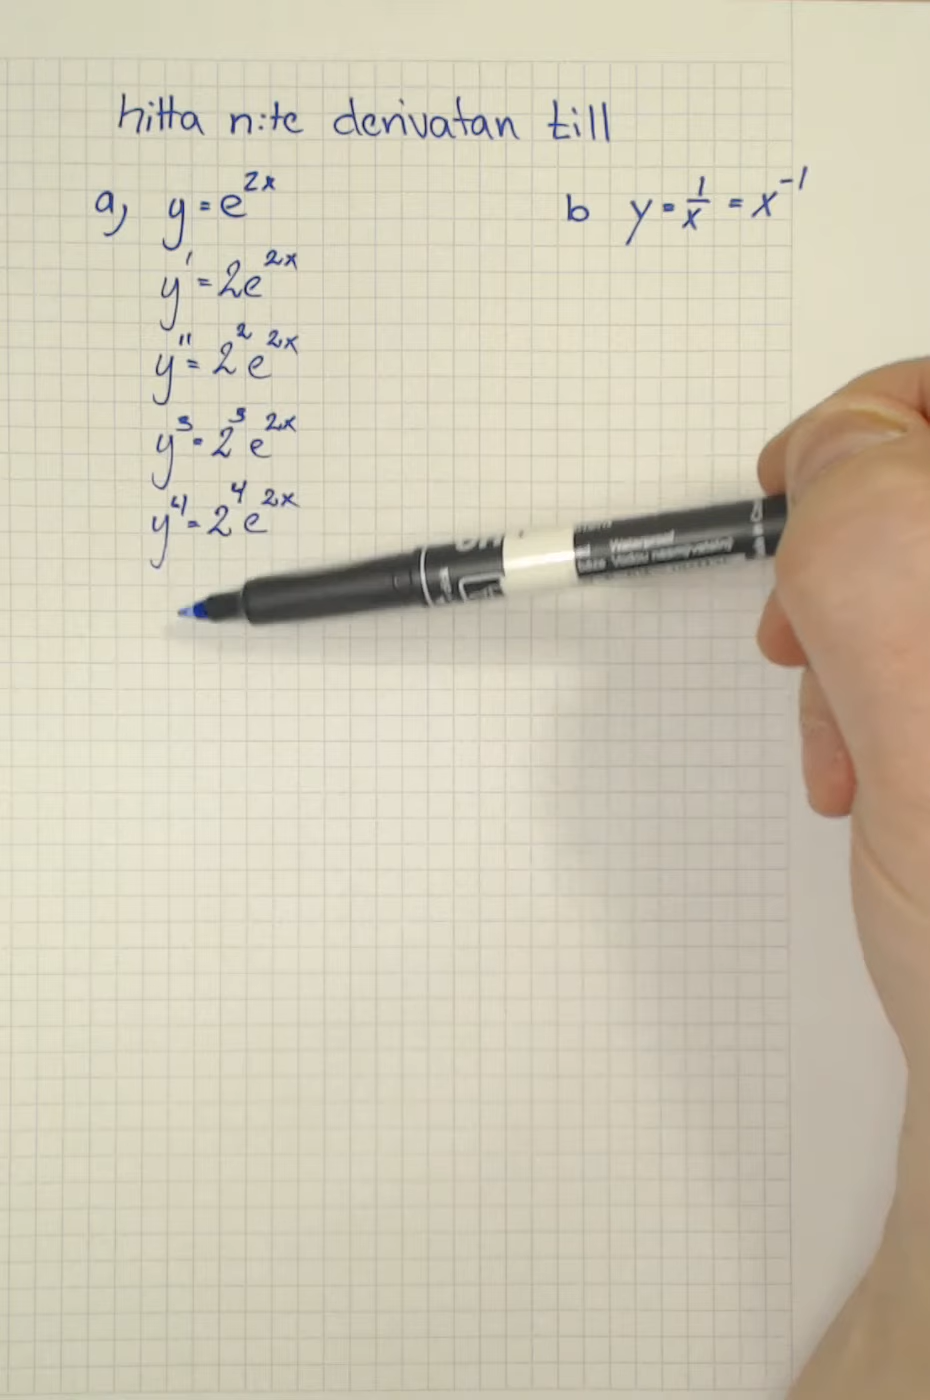 hitta n:te derivatan till
a) y = e^2x
y' = 2e^2x
y'' = 2^2 e^2x
y^3 = 2^3 e^2x
y^4 = 2^4 e^2x
b y = 1/x = x^-1
Waterproof